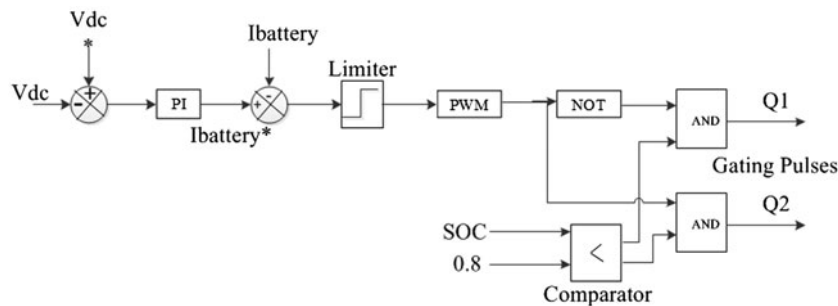 Vdc
*
Vdc
+
-
PI
Ibattery*
Ibattery
-
+
Limiter
PWM
NOT
AND
Q1
Gating Pulses
AND
Q2
SOC
0.8
<
Comparator